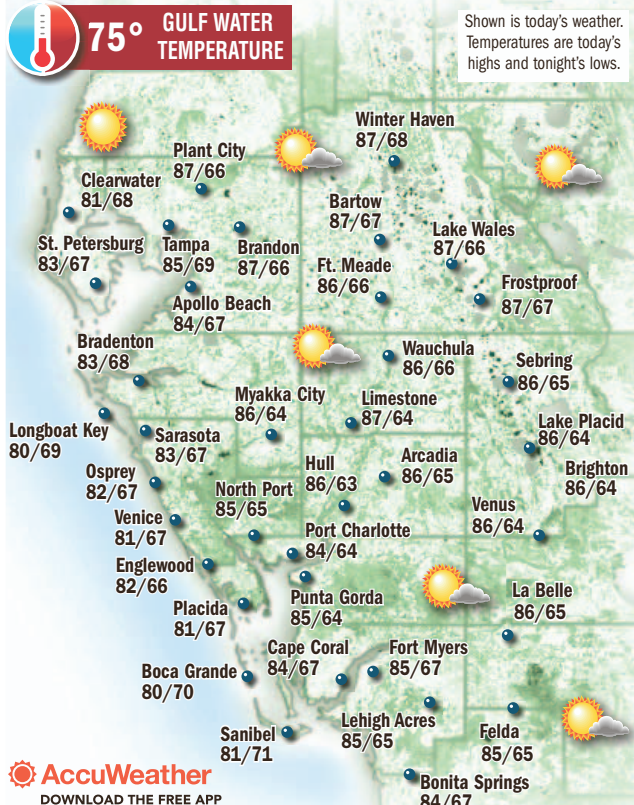 75° GULF WATER
TEMPERATURE
Shown is today's weather.
Temperatures are today's
highs and tonight's lows.
Winter Haven
87/68
Plant City
87/66
Clearwater
81/68
Bartow
87/67
Lake Wales
87/66
St. Petersburg
83/67
Tampa
85/69
Brandon
87/66
Ft. Meade
86/66
Frostproof
87/67
Apollo Beach
84/67
Bradenton
83/68
Wauchula
86/66
Sebring
86/65
Myakka City
86/64
Limestone
87/64
Longboat Key
80/69
Sarasota
83/67
Lake Placid
86/64
Osprey
82/67
Hull
86/63
Arcadia
86/65
Brighton
86/64
North Port
85/65
Venus
86/64
Venice
81/67
Port Charlotte
84/64
Englewood
82/66
Punta Gorda
85/64
La Belle
86/65
Placida
81/67
Cape Coral
84/67
Fort Myers
85/67
Boca Grande
80/70
Lehigh Acres
85/65
Felda
85/65
Sanibel
81/71
Bonita Springs
84/67
AccuWeather
DOWNLOAD THE FREE APP